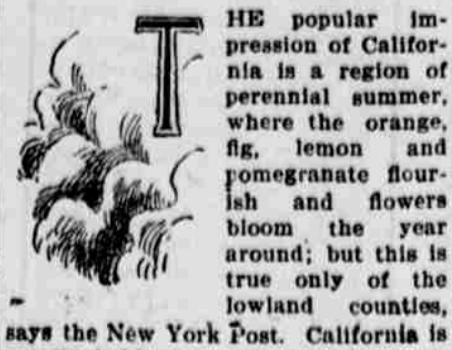 THE popular im-
pression of Califor-
nia is a region of
perennial summer,
where the orange,
fig, lemon and
pomegranate flour-
ish and flowers
bloom the year
around; but this is
true only of the
lowland counties,
says the New York Post. California is